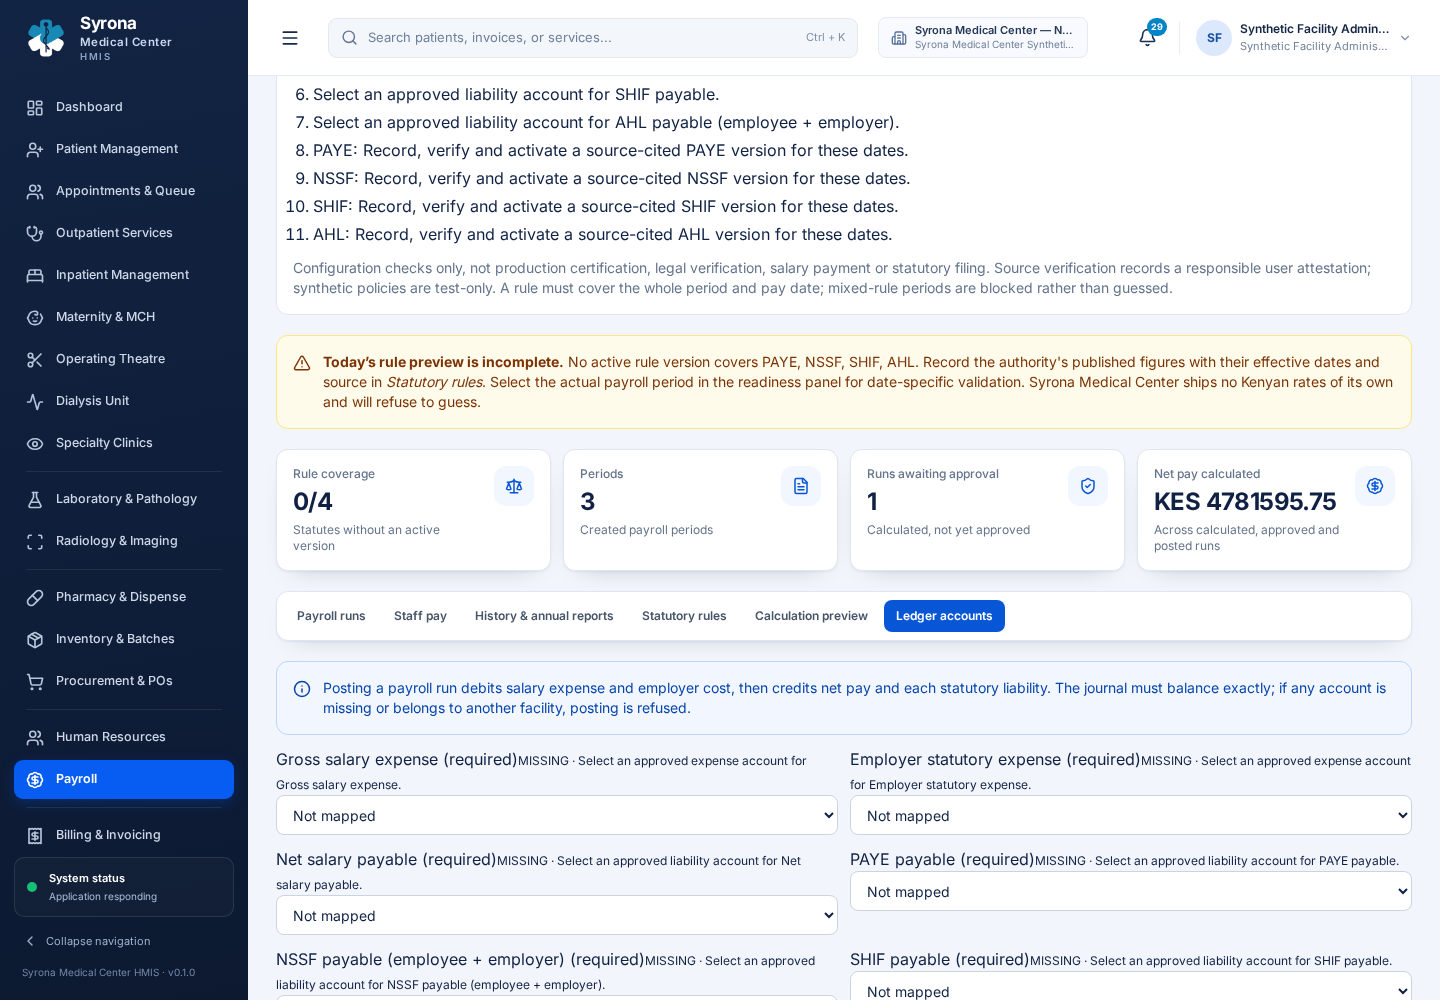 Syrona
Medical Center
HMIS
Dashboard
Patient Management
Appointments & Queue
Outpatient Services
Inpatient Management
Maternity & MCH
Operating Theatre
Dialysis Unit
Specialty Clinics
Laboratory & Pathology
Radiology & Imaging
Pharmacy & Dispense
Inventory & Batches
Procurement & POs
Human Resources
Payroll
Billing & Invoicing
System status
Application responding
Collapse navigation
Syrona Medical Center HMIS · v0.1.0
Search patients, invoices, or services...
Ctrl + K
Syrona Medical Center — N...
Syrona Medical Center Syntheti...
29
SF
Synthetic Facility Admin...
Synthetic Facility Adminis...
6. Select an approved liability account for SHIF payable.
7. Select an approved liability account for AHL payable (employee + employer).
8. PAYE: Record, verify and activate a source-cited PAYE version for these dates.
9. NSSF: Record, verify and activate a source-cited NSSF version for these dates.
10. SHIF: Record, verify and activate a source-cited SHIF version for these dates.
11. AHL: Record, verify and activate a source-cited AHL version for these dates.
Configuration checks only, not production certification, legal verification, salary payment or statutory filing. Source verification records a responsible user attestation;
synthetic policies are test-only. A rule must cover the whole period and pay date; mixed-rule periods are blocked rather than guessed.
Today's rule preview is incomplete. No active rule version covers PAYE, NSSF, SHIF, AHL. Record the authority's published figures with their effective dates and
source in Statutory rules. Select the actual payroll period in the readiness panel for date-specific validation. Syrona Medical Center ships no Kenyan rates of its own
and will refuse to guess.
Rule coverage
0/4
Statutes without an active
version
Periods
3
Created payroll periods
Runs awaiting approval
1
Calculated, not yet approved
Net pay calculated
KES 4781595.75
Across calculated, approved and
posted runs
Payroll runs
Staff pay
History & annual reports
Statutory rules
Calculation preview
Ledger accounts
Posting a payroll run debits salary expense and employer cost, then credits net pay and each statutory liability. The journal must balance exactly; if any account is
missing or belongs to another facility, posting is refused.
Gross salary expense (required)MISSING · Select an approved expense account for
Gross salary expense.
Not mapped
Employer statutory expense (required)MISSING · Select an approved expense account
for Employer statutory expense.
Not mapped
Net salary payable (required)MISSING · Select an approved liability account for Net
salary payable.
Not mapped
PAYE payable (required)MISSING · Select an approved liability account for PAYE payable.
Not mapped
NSSF payable (employee + employer) (required)MISSING · Select an approved
liability account for NSSF payable (employee + employer).
SHIF payable (required)MISSING · Select an approved liability account for SHIF payable.
Not mapped